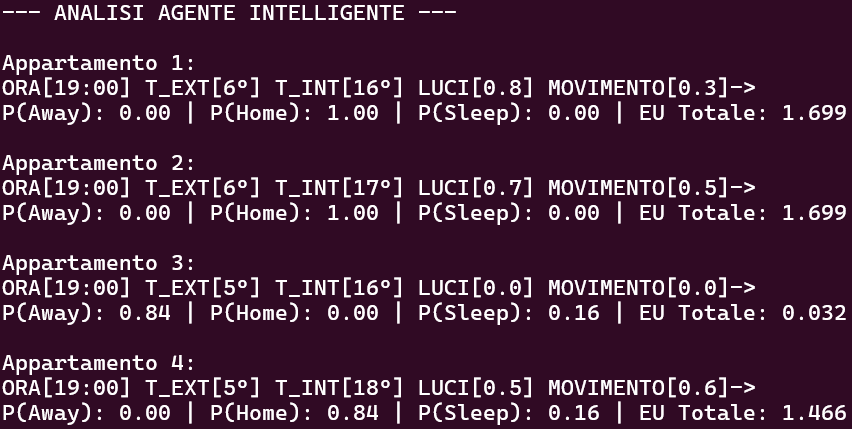 --- ANALISI AGENTE INTELLIGENTE ---
Appartamento 1:
ORA[19:00] T_EXT[6°] T_INT[16°] LUCI[0.8] MOVIMENTO[0.3]->
P(Away): 0.00 | P(Home): 1.00 | P(Sleep): 0.00 | EU Totale: 1.699
Appartamento 2:
ORA[19:00] T_EXT[6°] T_INT[17°] LUCI[0.7] MOVIMENTO[0.5]->
P(Away): 0.00 | P(Home): 1.00 | P(Sleep): 0.00 | EU Totale: 1.699
Appartamento 3:
ORA[19:00] T_EXT[5°] T_INT[16°] LUCI[0.0] MOVIMENTO[0.0]->
P(Away): 0.84 | P(Home): 0.00 | P(Sleep): 0.16 | EU Totale: 0.032
Appartamento 4:
ORA[19:00] T_EXT[5°] T_INT[18°] LUCI[0.5] MOVIMENTO[0.6]->
P(Away): 0.00 | P(Home): 0.84 | P(Sleep): 0.16 | EU Totale: 1.466